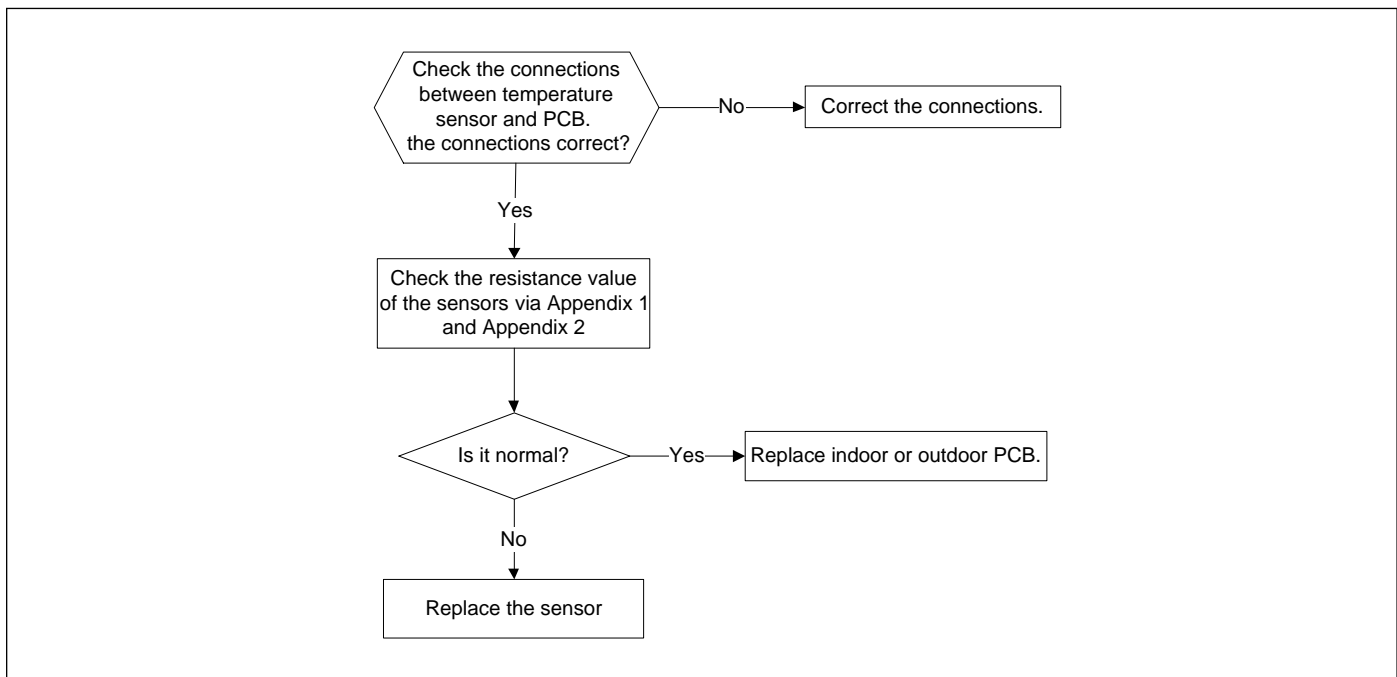 Check the connections
between temperature
sensor and PCB.
the connections correct?
No
Correct the connections.
Yes
Check the resistance value
of the sensors via Appendix 1
and Appendix 2
Is it normal?
Yes
Replace indoor or outdoor PCB.
No
Replace the sensor